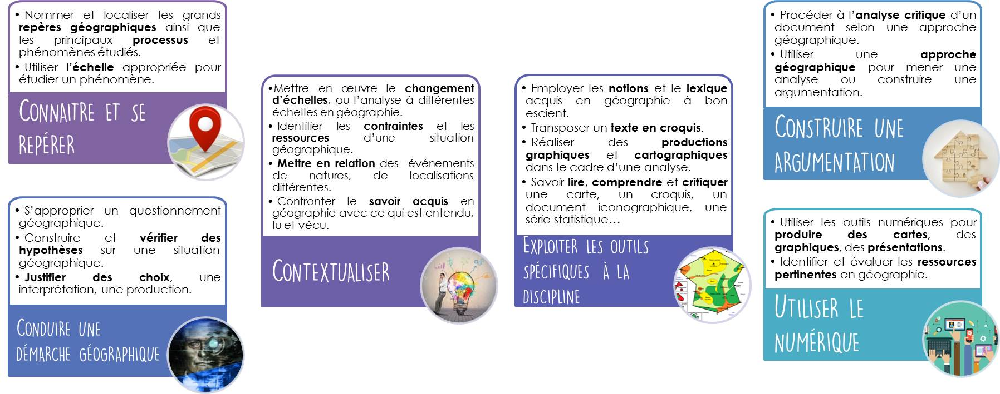 • Nommer et localiser les grands
repères géographiques ainsi que
les principaux processus et
phénomènes étudiés.
• Utiliser l’échelle appropriée pour
étudier un phénomène.
CONNAITRE ET SE
REPÉRER
• S’approprier un questionnement
géographique.
• Construire et vérifier des
hypothèses sur une situation
géographique.
• Justifier des choix, une
interprétation, une production.
CONDUIRE UNE
DÉMARCHE GÉOGRAPHIQUE
•Mettre en œuvre le changement
d’échelles, ou l’analyse à différentes
échelles en géographie.
• Identifier les contraintes et les
ressources d’une situation
géographique.
• Mettre en relation des événements
de natures, de localisations
différentes.
• Confronter le savoir acquis en
géographie avec ce qui est entendu,
lu et vécu.
CONTEXTUALISER
• Employer les notions et le lexique
acquis en géographie à bon
escient.
• Transposer un texte en croquis.
• Réaliser des productions
graphiques et cartographiques
dans le cadre d’une analyse.
• Savoir lire, comprendre et critiquer
une carte, un croquis, un
document iconographique, une
série statistique…
EXPLOITER LES OUTILS
SPÉCIFIQUES À LA
DISCIPLINE
• Procéder à l’analyse critique d’un
document selon une approche
géographique.
• Utiliser une approche
géographique pour mener une
analyse ou construire une
argumentation.
CONSTRUIRE UNE
ARGUMENTATION
• Utiliser les outils numériques pour
produire des cartes, des
graphiques, des présentations.
• Identifier et évaluer les ressources
pertinentes en géographie.
UTILISER LE
NUMÉRIQUE